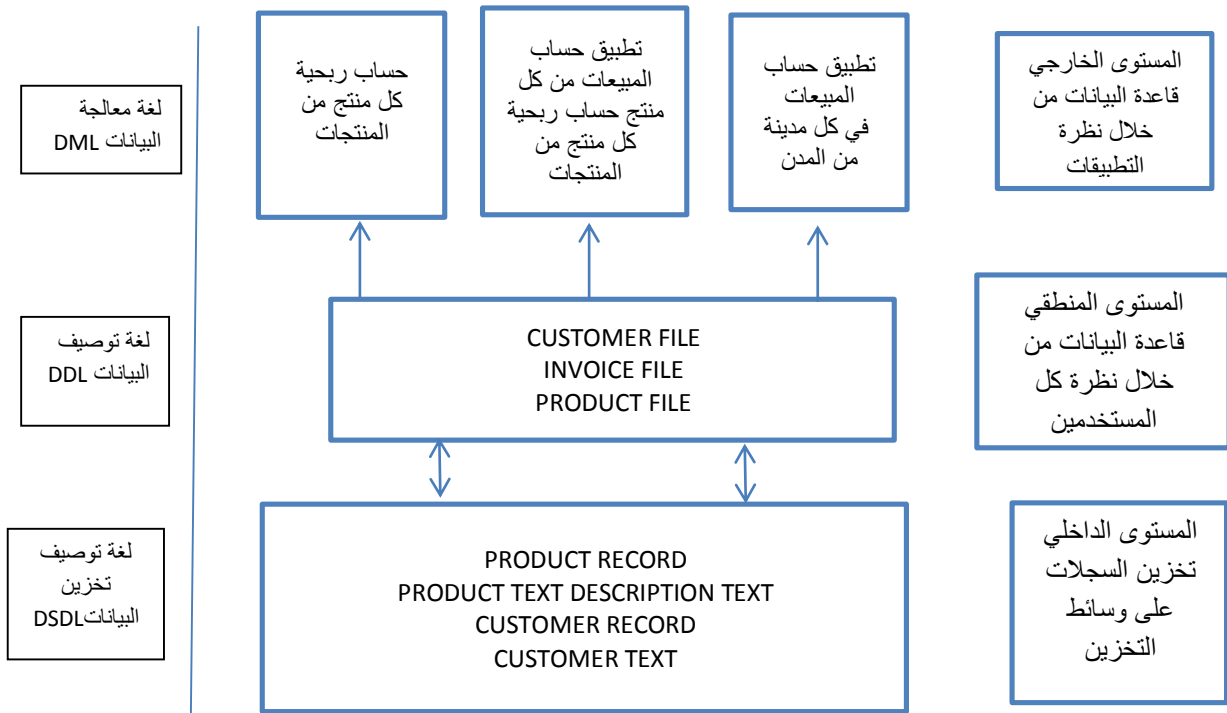 المستوى الخارجي
قاعدة البيانات من
خلال نظرة
التطبيقات
تطبيق حساب
المبيعات
في كل مدينة
من المدن
تطبيق حساب
المبيعات من كل
منتج حساب ربحية
كل منتج من
المنتجات
حساب ربحية
كل منتج من
المنتجات
لغة معالجة
البيانات DML
المستوى المنطقي
قاعدة البيانات من
خلال نظرة كل
المستخدمين
CUSTOMER FILE
INVOICE FILE
PRODUCT FILE
لغة توصيف
البيانات DDL
المستوى الداخلي
تخزين السجلات
على وسائط
التخزين
PRODUCT RECORD
PRODUCT TEXT DESCRIPTION TEXT
CUSTOMER RECORD
CUSTOMER TEXT
لغة توصيف
تخزين
البياناتDSDL